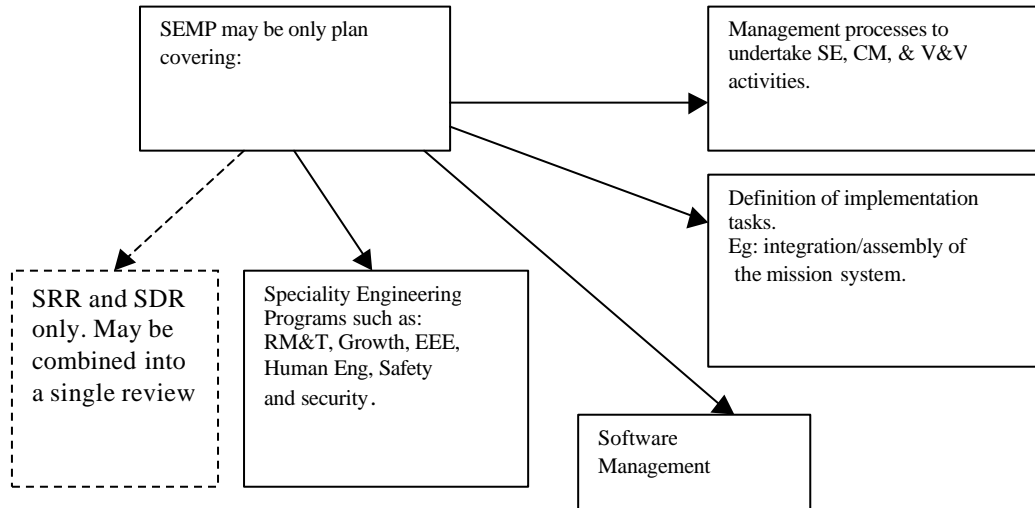 SEMP may be only plan
covering:
Management processes to
undertake SE, CM, & V&V
activities.
Definition of implementation
tasks.
Eg: integration/assembly of
the mission system.
SRR and SDR
only. May be
combined into
a single review
Speciality Engineering
Programs such as:
RM&T, Growth, EEE,
Human Eng, Safety
and security.
Software
Management